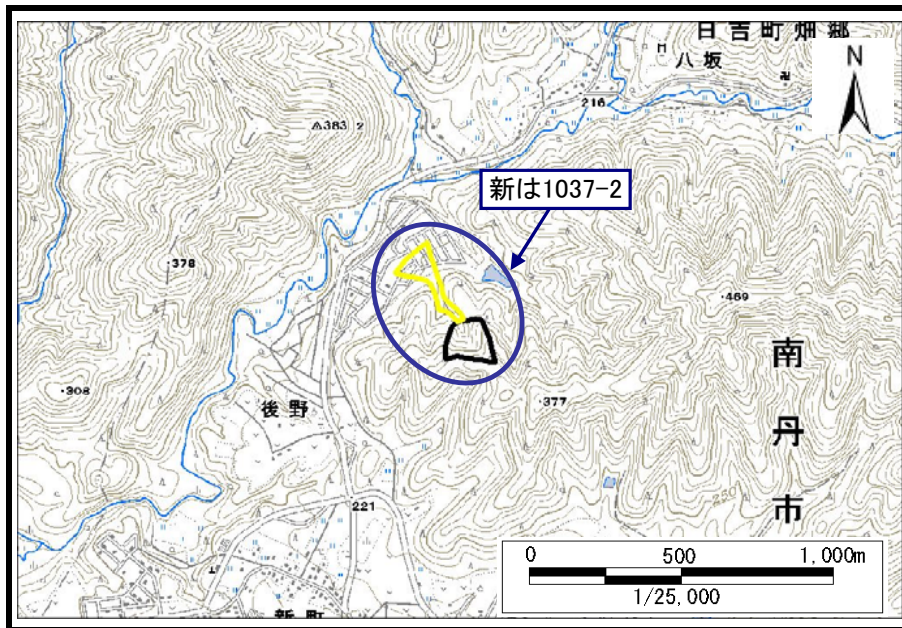 日吉町畑郷
八坂
N
216
383.2
新は1037-2
378
469
南丹市
308
377
後野
250
221
新町
0 500 1,000m
1/25,000